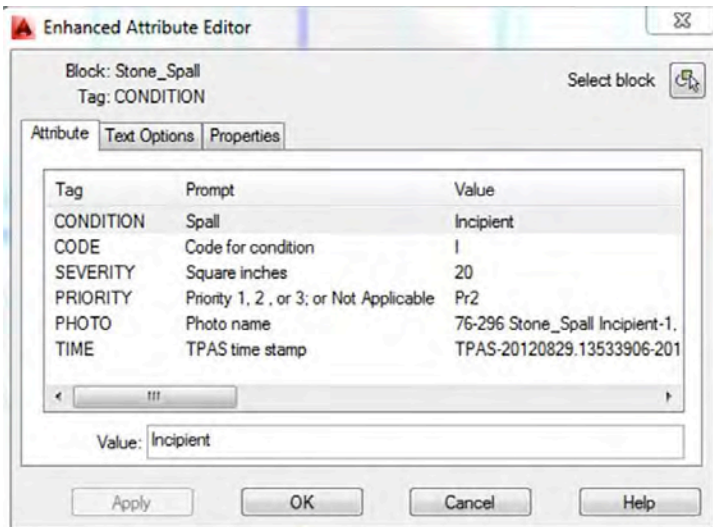 Enhanced Attribute Editor
Block: Stone_Spall
Select block
Tag: CONDITION
Attribute Text Options Properties
Tag Prompt Value
CONDITION Spall Incipient
CODE Code for condition I
SEVERITY Square inches 20
PRIORITY Priority 1, 2 , or 3; or Not Applicable Pr2
PHOTO Photo name 76-296 Stone_Spall Incipient-1,
TIME TPAS time stamp TPAS-20120829.13533906-201
Value: Incipient
Apply OK Cancel Help